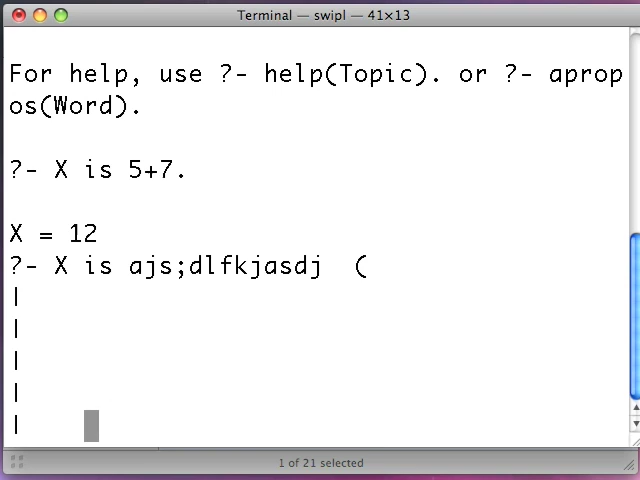 Terminal — swipl — 41×13
For help, use ?- help(Topic). or ?- aprop
os(Word).
?- X is 5+7.
X = 12
?- X is ajs;dlfkjasdj  (
|
|
|
|
|
1 of 21 selected